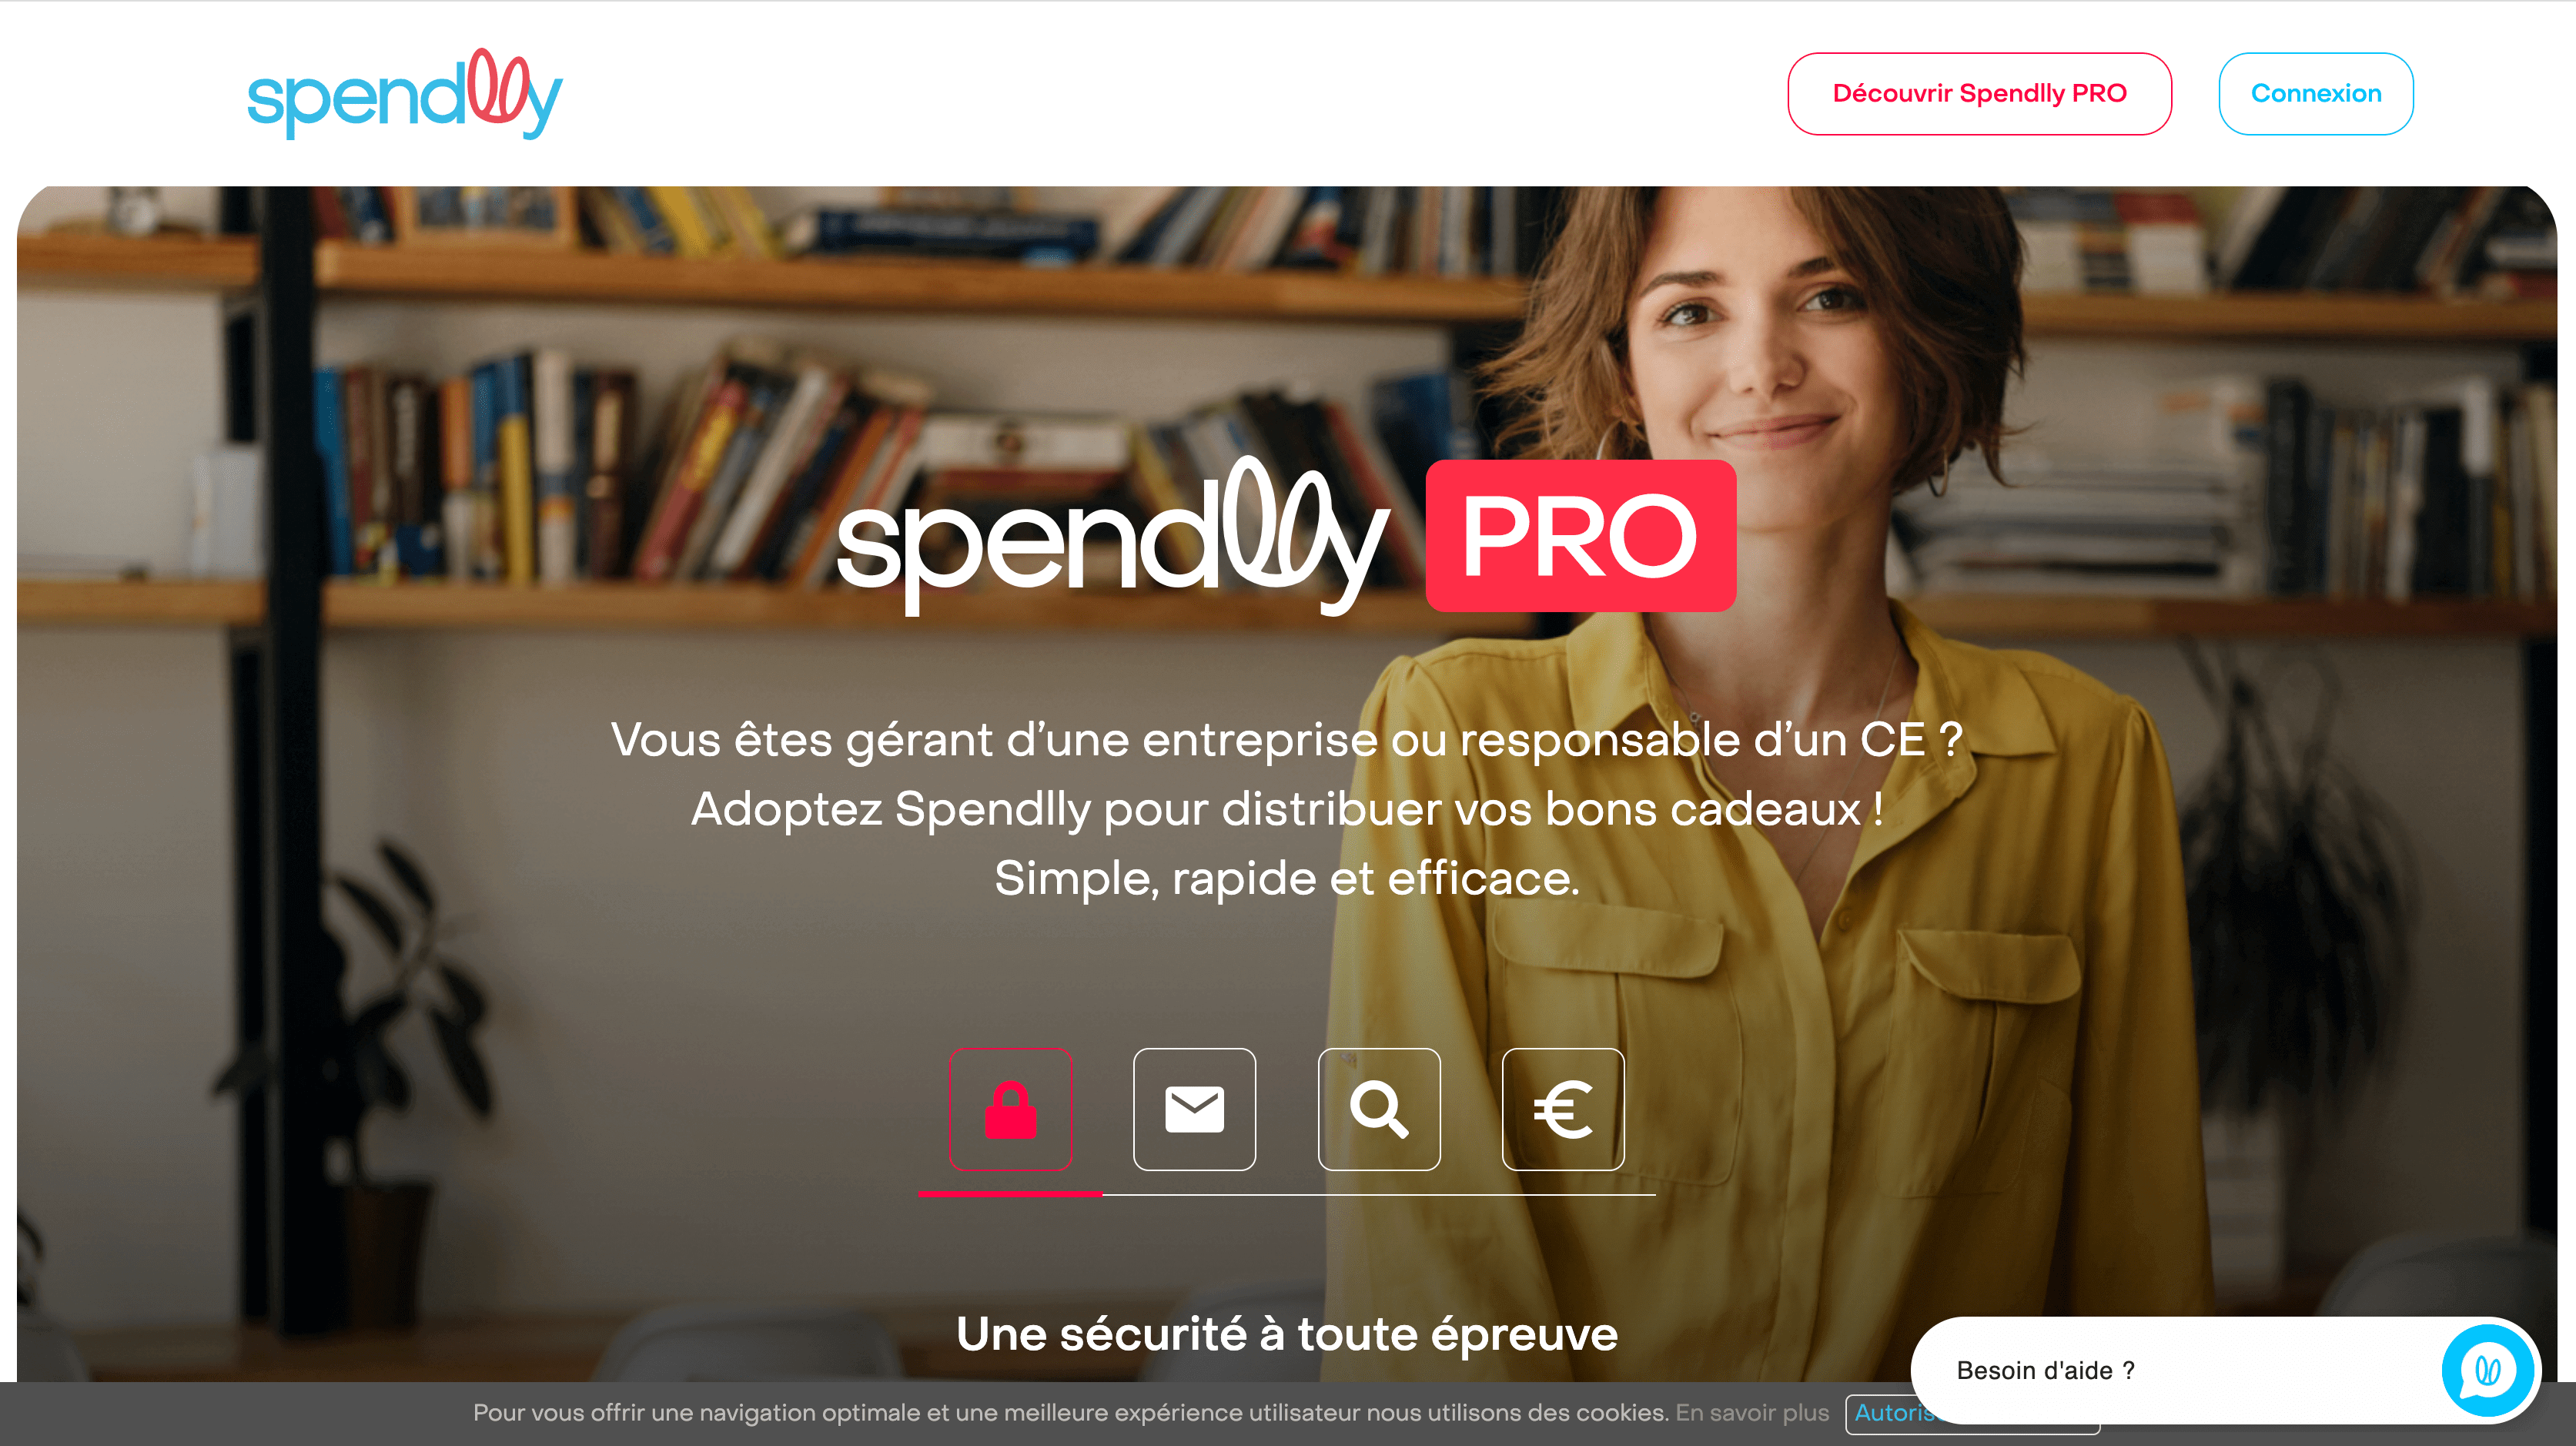 spendlly
Découvrir Spendlly PRO
Connexion
spendlly PRO
Vous êtes gérant d’une entreprise ou responsable d’un CE ?
Adoptez Spendlly pour distribuer vos bons cadeaux !
Simple, rapide et efficace.
Une sécurité à toute épreuve
Besoin d'aide ?
Pour vous offrir une navigation optimale et une meilleure expérience utilisateur nous utilisons des cookies. En savoir plus